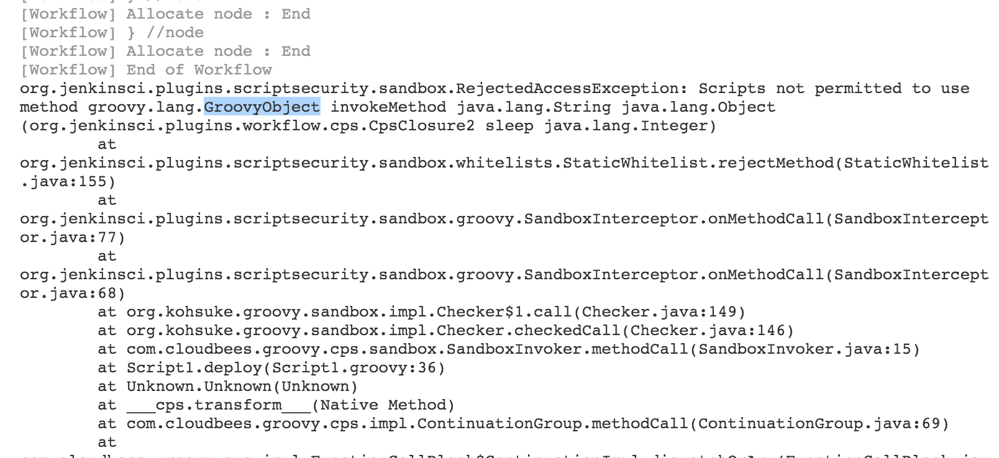 [Workflow] Allocate node : End
[Workflow] } //node
[Workflow] Allocate node : End
[Workflow] End of Workflow
org.jenkinsci.plugins.scriptsecurity.sandbox.RejectedAccessException: Scripts not permitted to use
method groovy.lang.GroovyObject invokeMethod java.lang.String java.lang.Object
(org.jenkinsci.plugins.workflow.cps.CpsClosure2 sleep java.lang.Integer)
at
org.jenkinsci.plugins.scriptsecurity.sandbox.whitelists.StaticWhitelist.rejectMethod(StaticWhitelist
.java:155)
at
org.jenkinsci.plugins.scriptsecurity.sandbox.groovy.SandboxInterceptor.onMethodCall(SandboxIntercept
or.java:77)
at
org.jenkinsci.plugins.scriptsecurity.sandbox.groovy.SandboxInterceptor.onMethodCall(SandboxIntercept
or.java:68)
at org.kohsuke.groovy.sandbox.impl.Checker$1.call(Checker.java:149)
at org.kohsuke.groovy.sandbox.impl.Checker.checkedCall(Checker.java:146)
at com.cloudbees.groovy.cps.sandbox.SandboxInvoker.methodCall(SandboxInvoker.java:15)
at Script1.deploy(Script1.groovy:36)
at Unknown.Unknown(Unknown)
at ___cps.transform___(Native Method)
at com.cloudbees.groovy.cps.impl.ContinuationGroup.methodCall(ContinuationGroup.java:69)
at